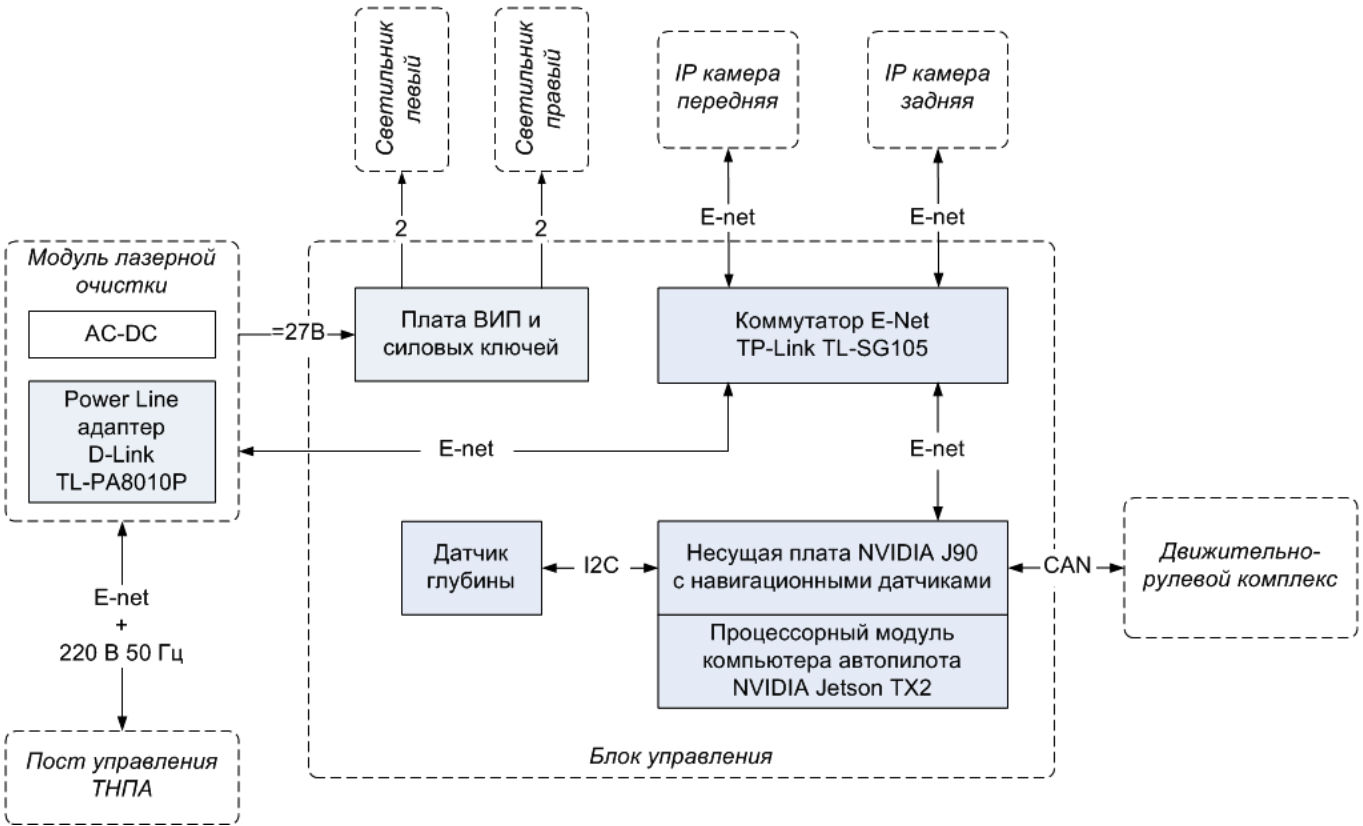 Светильник
левый
Светильник
правый
IP камера
передняя
IP камера
задняя
2
2
E-net
E-net
Модуль лазерной
очистки
AC-DC
=27В
Плата ВИП и
силовых ключей
Коммутатор E-Net
TP-Link TL-SG105
Power Line
адаптер
D-Link
TL-PA8010P
E-net
E-net
Датчик
глубины
I2C
Несущая плата NVIDIA J90
с навигационными датчиками
CAN
Движительно-
рулевой комплекс
E-net
+
220 В 50 Гц
Процессорный модуль
компьютера автопилота
NVIDIA Jetson TX2
Блок управления
Пост управления
ТНПА